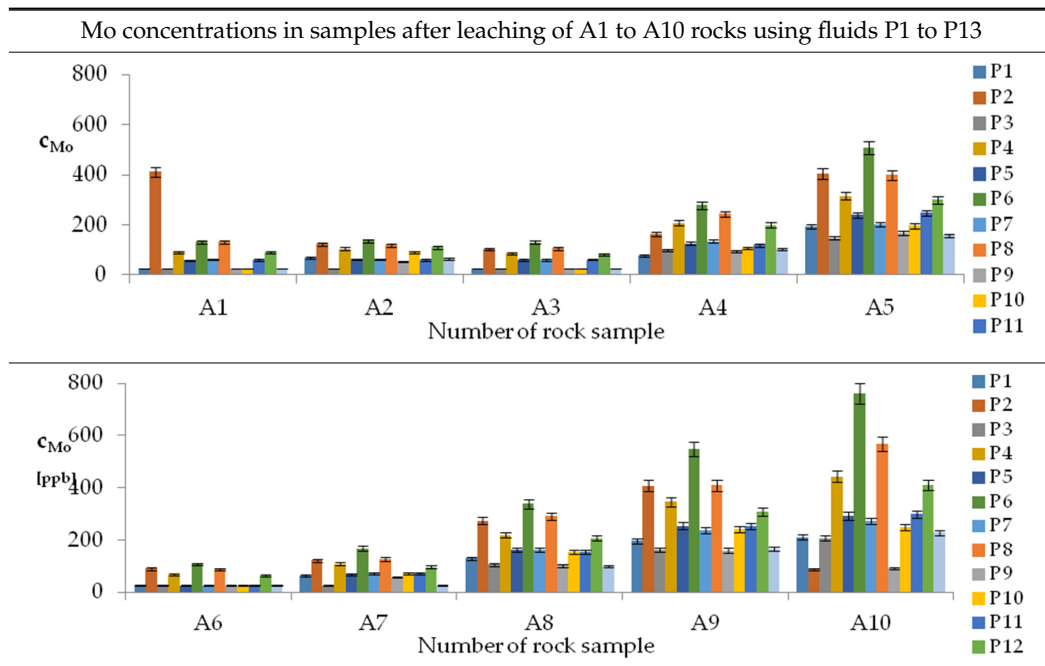 Mo concentrations in samples after leaching of A1 to A10 rocks using fluids P1 to P13
800
600
400
200
0
cMo
A1 A2 A3 A4 A5
Number of rock sample
P1
P2
P3
P4
P5
P6
P7
P8
P9
P10
P11
800
600
400
200
0
cMo
[ppb]
A6 A7 A8 A9 A10
Number of rock sample
P1
P2
P3
P4
P5
P6
P7
P8
P9
P10
P11
P12